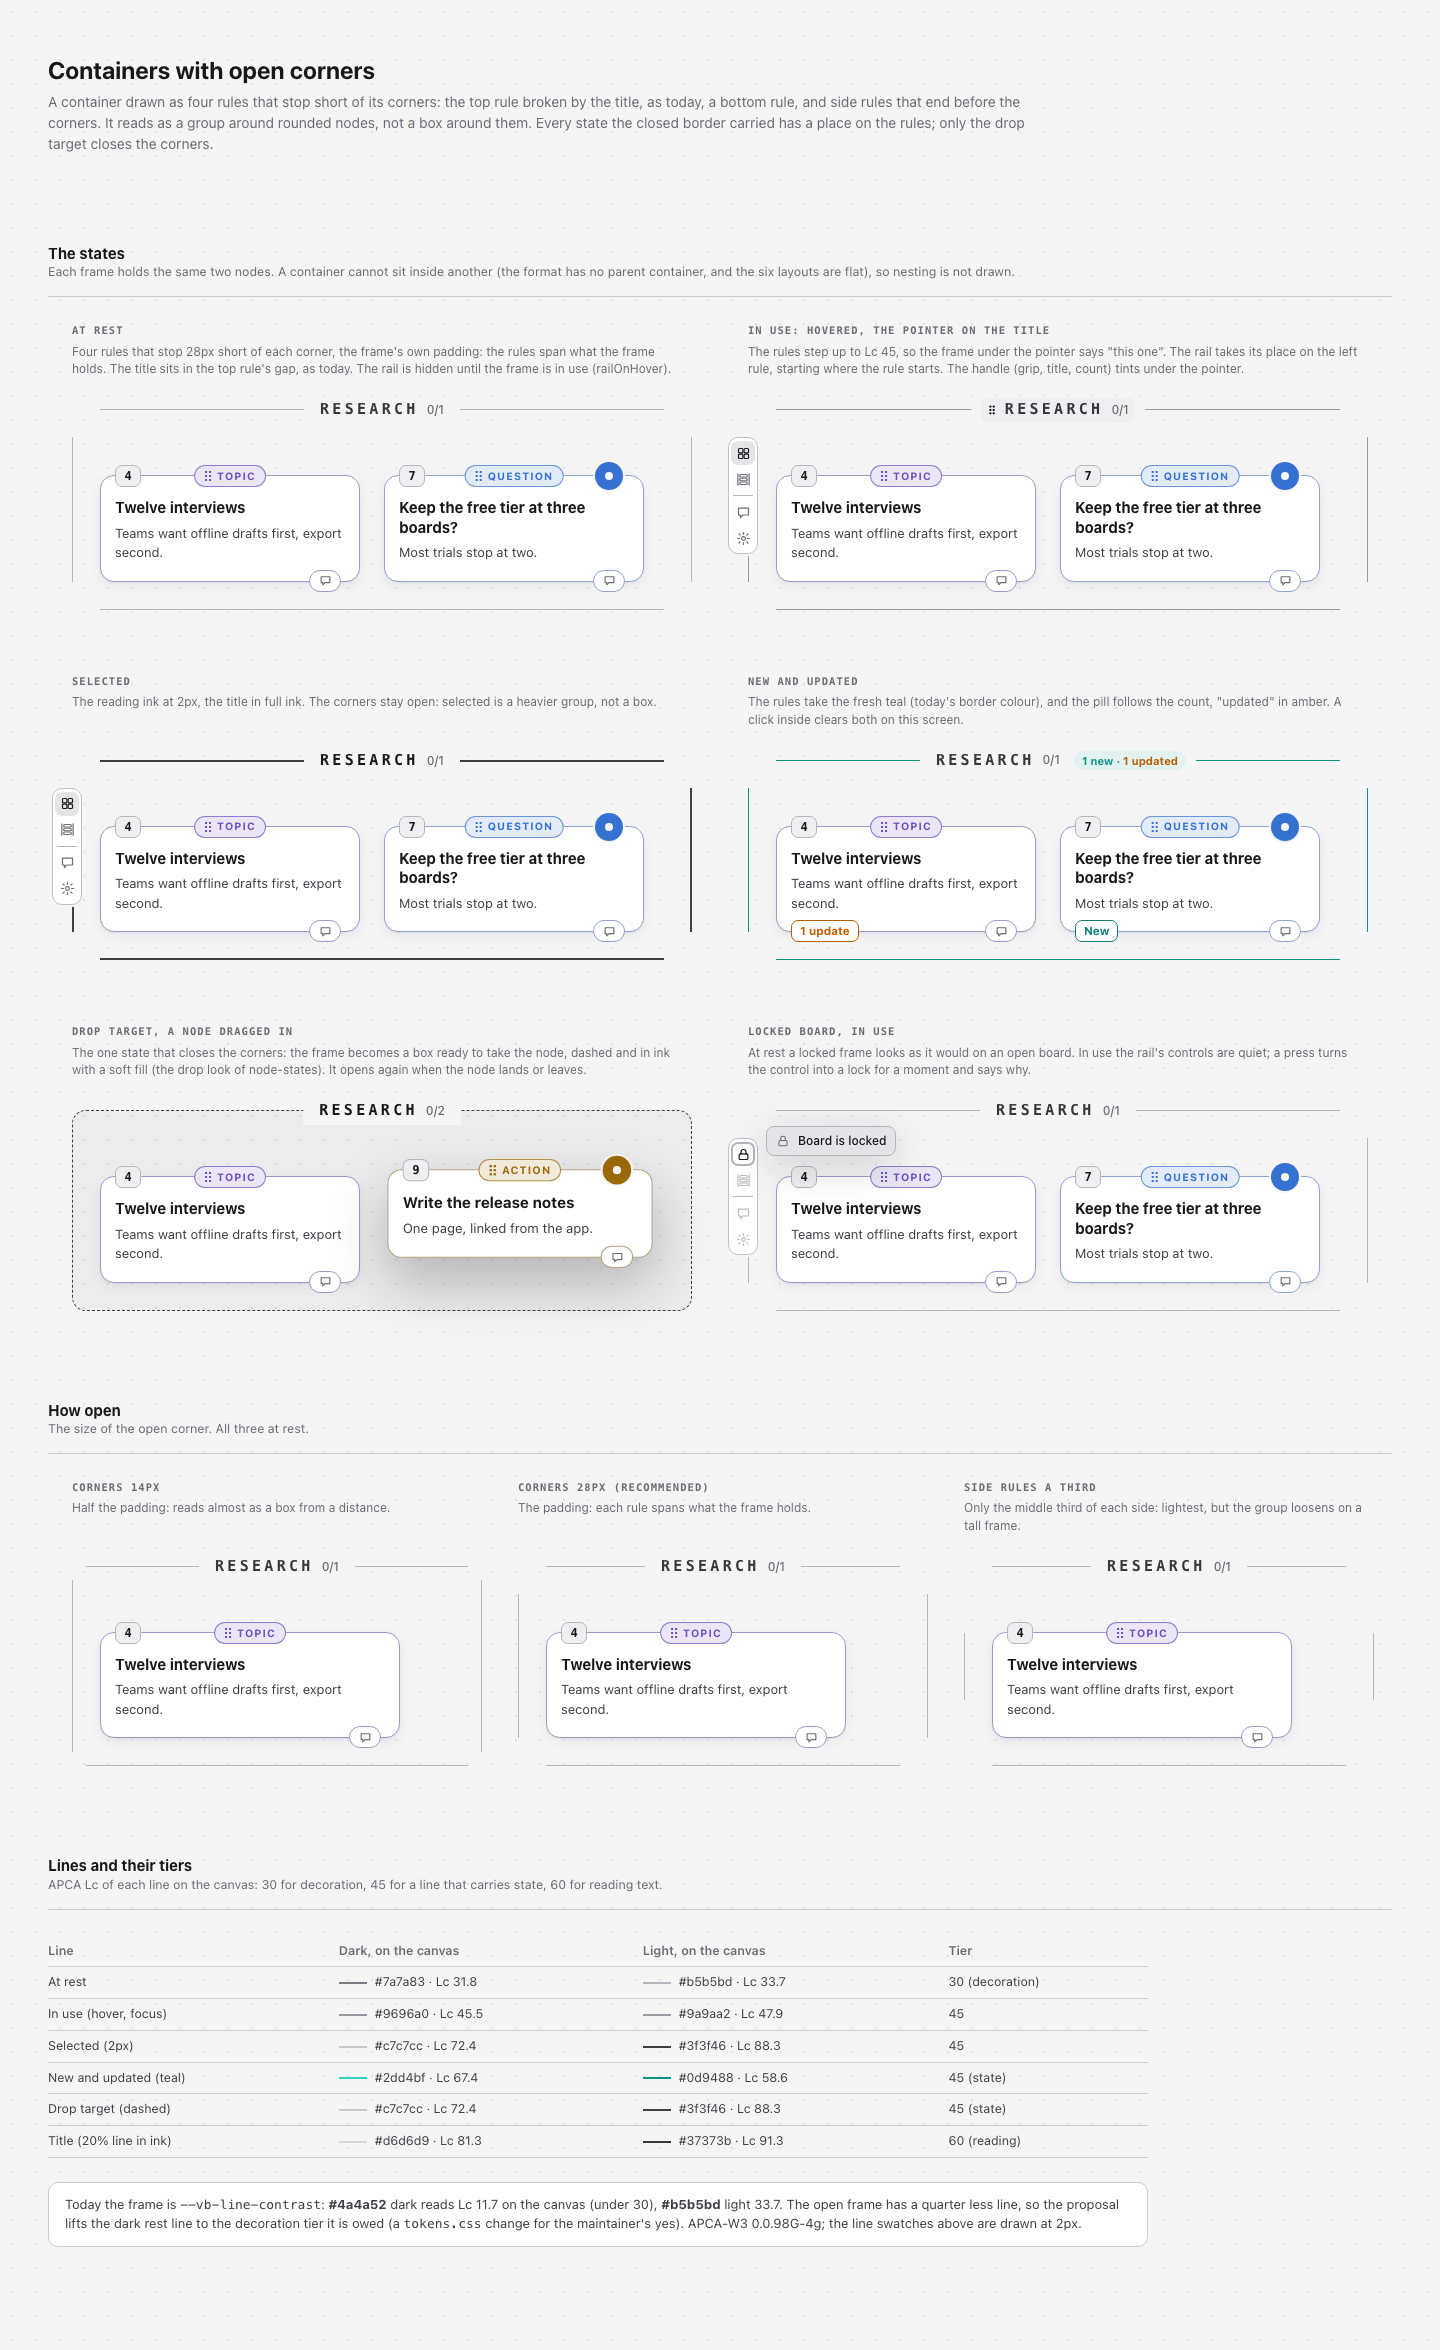 Containers with open corners
A container drawn as four rules that stop short of its corners: the top rule broken by the title, as today, a bottom rule, and side rules that end before the
corners. It reads as a group around rounded nodes, not a box around them. Every state the closed border carried has a place on the rules; only the drop
target closes the corners.
The states
Each frame holds the same two nodes. A container cannot sit inside another (the format has no parent container, and the six layouts are flat), so nesting is not drawn.
AT REST
Four rules that stop 28px short of each corner, the frame's own padding: the rules span what the frame
holds. The title sits in the top rule's gap, as today. The rail is hidden until the frame is in use (railOnHover).
RESEARCH 0/1
4 TOPIC
Twelve interviews
Teams want offline drafts first, export
second.
7 QUESTION
Keep the free tier at three
boards?
Most trials stop at two.
IN USE: HOVERED, THE POINTER ON THE TITLE
The rules step up to Lc 45, so the frame under the pointer says "this one". The rail takes its place on the left
rule, starting where the rule starts. The handle (grip, title, count) tints under the pointer.
RESEARCH 0/1
4 TOPIC
Twelve interviews
Teams want offline drafts first, export
second.
7 QUESTION
Keep the free tier at three
boards?
Most trials stop at two.
SELECTED
The reading ink at 2px, the title in full ink. The corners stay open: selected is a heavier group, not a box.
RESEARCH 0/1
4 TOPIC
Twelve interviews
Teams want offline drafts first, export
second.
7 QUESTION
Keep the free tier at three
boards?
Most trials stop at two.
NEW AND UPDATED
The rules take the fresh teal (today's border colour), and the pill follows the count, "updated" in amber. A
click inside clears both on this screen.
RESEARCH 0/1 1 new · 1 updated
4 TOPIC
Twelve interviews
Teams want offline drafts first, export
second.
1 update
7 QUESTION
Keep the free tier at three
boards?
Most trials stop at two.
New
DROP TARGET, A NODE DRAGGED IN
The one state that closes the corners: the frame becomes a box ready to take the node, dashed and in ink
with a soft fill (the drop look of node-states). It opens again when the node lands or leaves.
RESEARCH 0/2
4 TOPIC
Twelve interviews
Teams want offline drafts first, export
second.
9 ACTION
Write the release notes
One page, linked from the app.
LOCKED BOARD, IN USE
At rest a locked frame looks as it would on an open board. In use the rail's controls are quiet; a press turns
the control into a lock for a moment and says why.
RESEARCH 0/1
Board is locked
4 TOPIC
Twelve interviews
Teams want offline drafts first, export
second.
7 QUESTION
Keep the free tier at three
boards?
Most trials stop at two.
How open
The size of the open corner. All three at rest.
CORNERS 14PX
Half the padding: reads almost as a box from a distance.
RESEARCH 0/1
4 TOPIC
Twelve interviews
Teams want offline drafts first, export
second.
CORNERS 28PX (RECOMMENDED)
The padding: each rule spans what the frame holds.
RESEARCH 0/1
4 TOPIC
Twelve interviews
Teams want offline drafts first, export
second.
SIDE RULES A THIRD
Only the middle third of each side: lightest, but the group loosens on a
tall frame.
RESEARCH 0/1
4 TOPIC
Twelve interviews
Teams want offline drafts first, export
second.
Lines and their tiers
APCA Lc of each line on the canvas: 30 for decoration, 45 for a line that carries state, 60 for reading text.
Line Dark, on the canvas Light, on the canvas Tier
At rest #7a7a83 · Lc 31.8 #b5b5bd · Lc 33.7 30 (decoration)
In use (hover, focus) #9696a0 · Lc 45.5 #9a9aa2 · Lc 47.9 45
Selected (2px) #c7c7cc · Lc 72.4 #3f3f46 · Lc 88.3 45
New and updated (teal) #2dd4bf · Lc 67.4 #0d9488 · Lc 58.6 45 (state)
Drop target (dashed) #c7c7cc · Lc 72.4 #3f3f46 · Lc 88.3 45 (state)
Title (20% line in ink) #d6d6d9 · Lc 81.3 #37373b · Lc 91.3 60 (reading)
Today the frame is --vb-line-contrast: #4a4a52 dark reads Lc 11.7 on the canvas (under 30), #b5b5bd light 33.7. The open frame has a quarter less line, so the proposal
lifts the dark rest line to the decoration tier it is owed (a tokens.css change for the maintainer's yes). APCA-W3 0.0.98G-4g; the line swatches above are drawn at 2px.